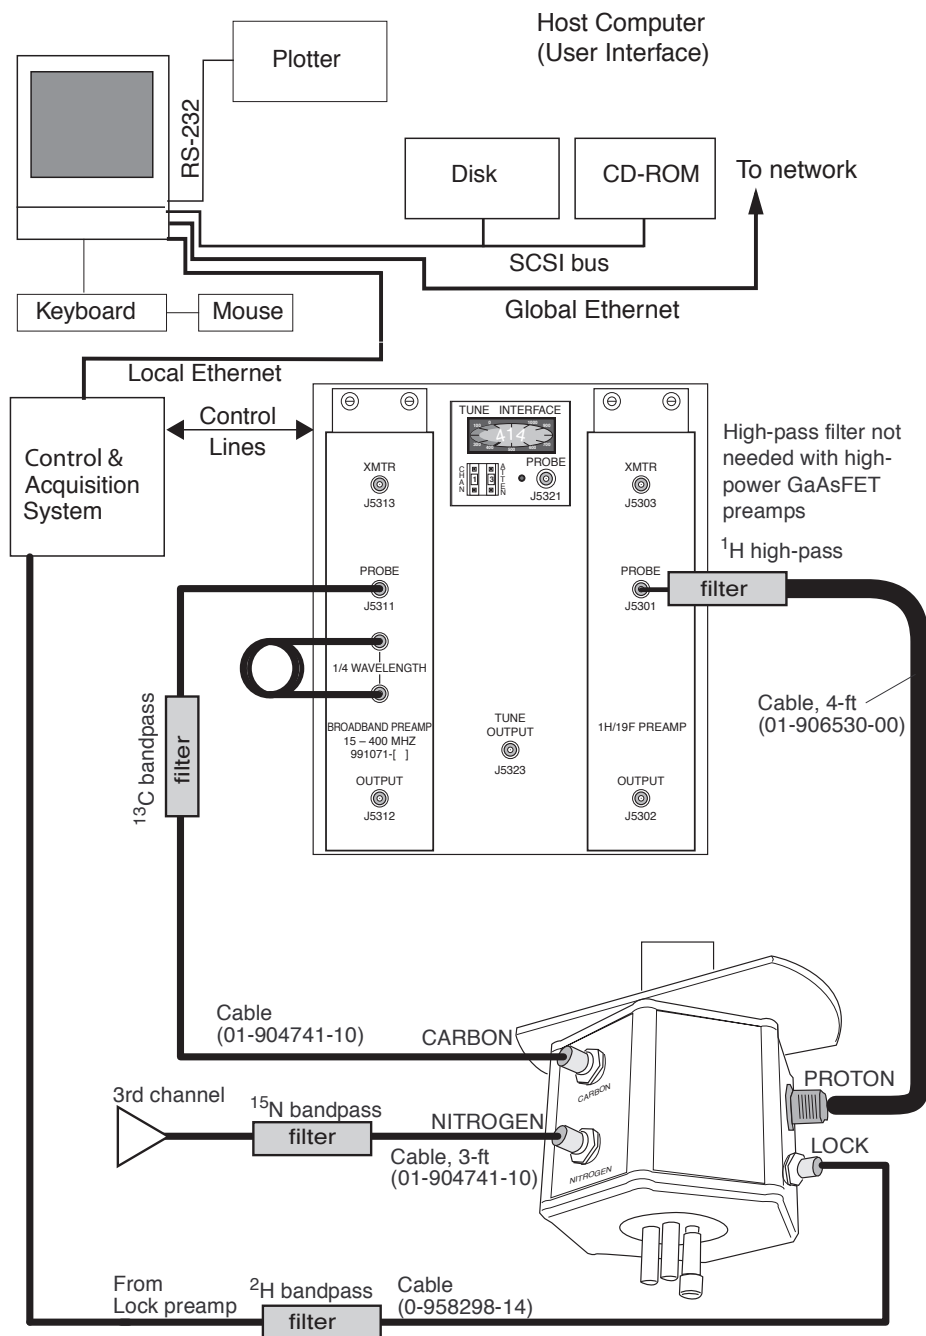 Host Computer
(User Interface)
Plotter
RS-232
Disk
CD-ROM
To network
SCSI bus
Global Ethernet
Keyboard
Mouse
Local Ethernet
Control
Lines
Control &
Acquisition
System
TUNE INTERFACE
414
CHAN
1
3
ATTEN
PROBE
J5321
XMTR
J5313
XMTR
J5303
High-pass filter not
needed with high-
power GaAsFET
preamps
1H high-pass
filter
PROBE
J5311
PROBE
J5301
1/4 WAVELENGTH
Cable, 4-ft
(01-906530-00)
13C bandpass
filter
BROADBAND PREAMP
15 – 400 MHZ
991071-[ ]
TUNE
OUTPUT
J5323
1H/19F PREAMP
OUTPUT
J5312
OUTPUT
J5302
Cable
(01-904741-10)
CARBON
CARBON
PROTON
3rd channel
15N bandpass
filter
NITROGEN
Cable, 3-ft
(01-904741-10)
NITROGEN
LOCK
From
Lock preamp
2H bandpass
filter
Cable
(0-958298-14)